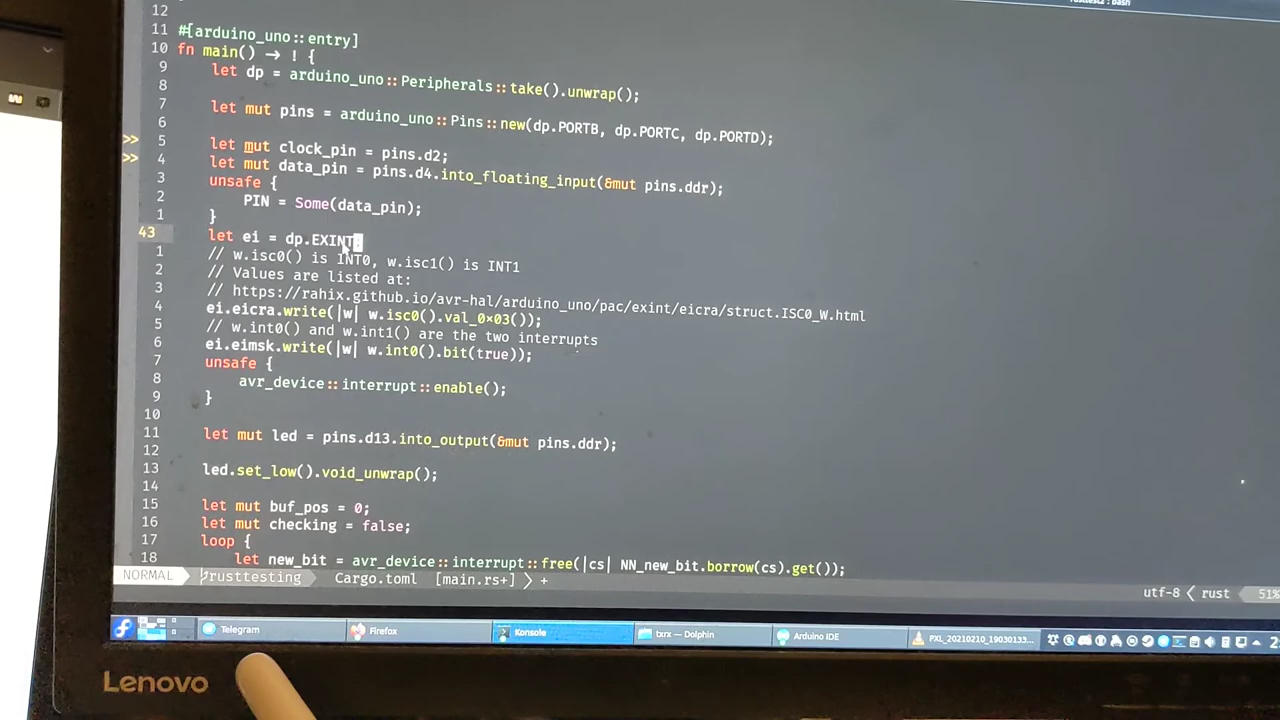 12
11 #[arduino_uno::entry]
10 fn main() → ! {
9 let dp = arduino_uno::Peripherals::take().unwrap();
8
7 let mut pins = arduino_uno::Pins::new(dp.PORTB, dp.PORTC, dp.PORTD);
6
>> 5 let mut clock_pin = pins.d2;
>> 4 let mut data_pin = pins.d4.into_floating_input(&mut pins.ddr);
3 unsafe {
2 PIN = Some(data_pin);
1 }
43 let ei = dp.EXINT;
1 // w.isc0() is INT0, w.isc1() is INT1
2 // Values are listed at:
3 // https://rahix.github.io/avr-hal/arduino_uno/pac/exint/eicra/struct.ISC0_W.html
4 ei.eicra.write(|w| w.isc0().val_0×03());
5 // w.int0() and w.int1() are the two interrupts
6 ei.eimsk.write(|w| w.int0().bit(true));
7 unsafe {
8 avr_device::interrupt::enable();
9 }
10
11 let mut led = pins.d13.into_output(&mut pins.ddr);
12
13 led.set_low().void_unwrap();
14
15 let mut buf_pos = 0;
16 let mut checking = false;
17 loop {
18 let new_bit = avr_device::interrupt::free(|cs| NN_new_bit.borrow(cs).get());
NORMAL rusttesting Cargo.toml [main.rs+] +
utf-8 rust 51%
Telegram Firefox Konsole txrx — Dolphin Arduino IDE PXL_20210210_19030133...
Lenovo